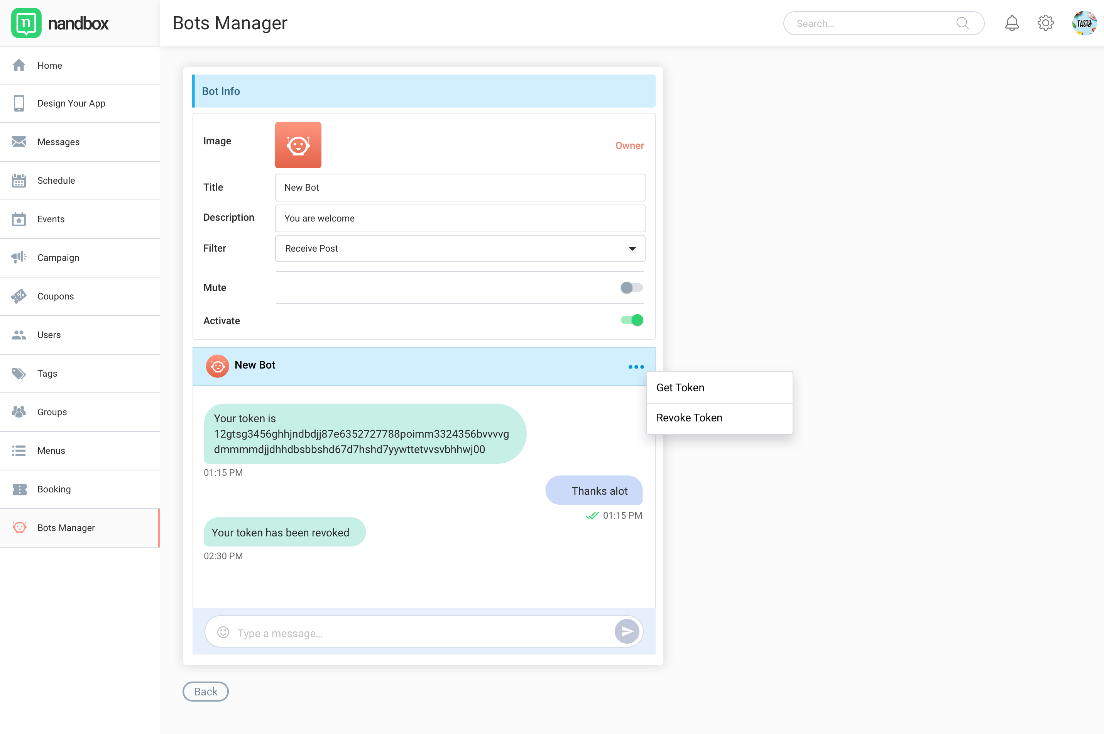 nandbox
Bots Manager
Search...
TASTY
Home
Design Your App
Messages
Schedule
Events
Campaign
Coupons
Users
Tags
Groups
Menus
Booking
Bots Manager
Bot Info
Image
Owner
Title
New Bot
Description
You are welcome
Filter
Receive Post
Mute
Activate
New Bot
Get Token
Revoke Token
Your token is
12gtsg3456ghhjndbdjj87e6352727788poimm3324356bvvvvg
dmmmmdjjdhhdbsbbshd67d7hshd7yywttetvvsvbhhwj00
01:15 PM
Thanks alot
01:15 PM
Your token has been revoked
02:30 PM
Type a message...
Back